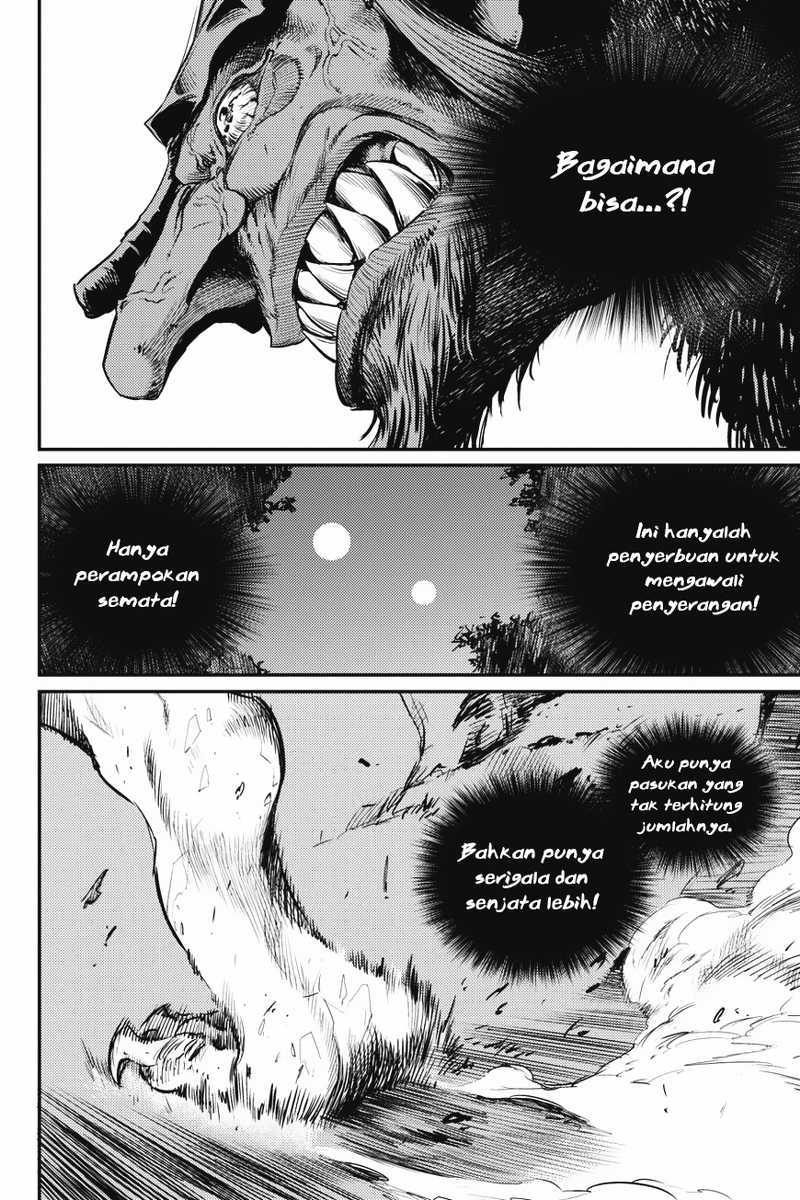 Bagaimana
bisa...?!
Ini hanyalah
penyerbuan untuk
mengawali
penyerangan!
Hanya
perampokan
semata!
Aku punya
pasukan yang
tak terhitung
jumlahnya.
Bahkan punya
serigala dan
senjata lebih!